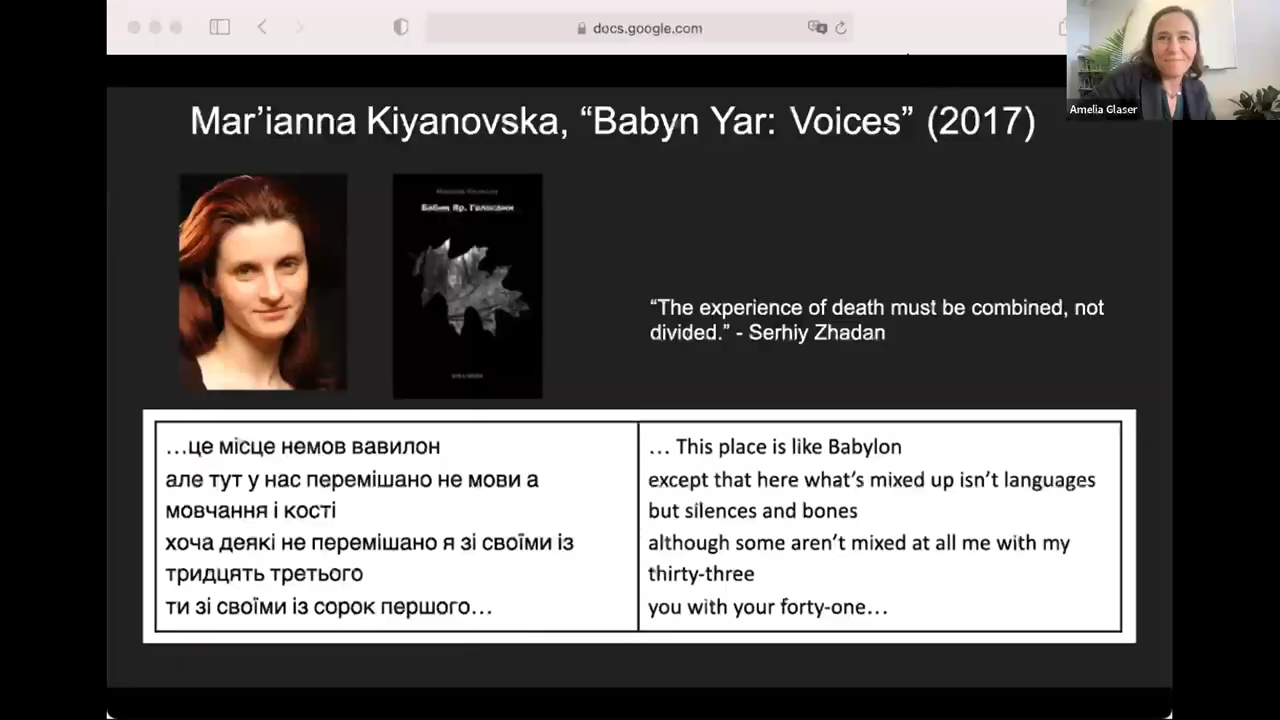 docs.google.com
Amelia Glaser
Mar’ianna Kiyanovska, “Babyn Yar: Voices” (2017)
Бабин Яр. Голосами
“The experience of death must be combined, not
divided.” - Serhiy Zhadan
…це місце немов вавилон
але тут у нас перемішано не мови а
мовчання і кості
хоча деякі не перемішано я зі своїми із
тридцять третього
ти зі своїми із сорок першого…
… This place is like Babylon
except that here what’s mixed up isn’t languages
but silences and bones
although some aren’t mixed at all me with my
thirty-three
you with your forty-one…